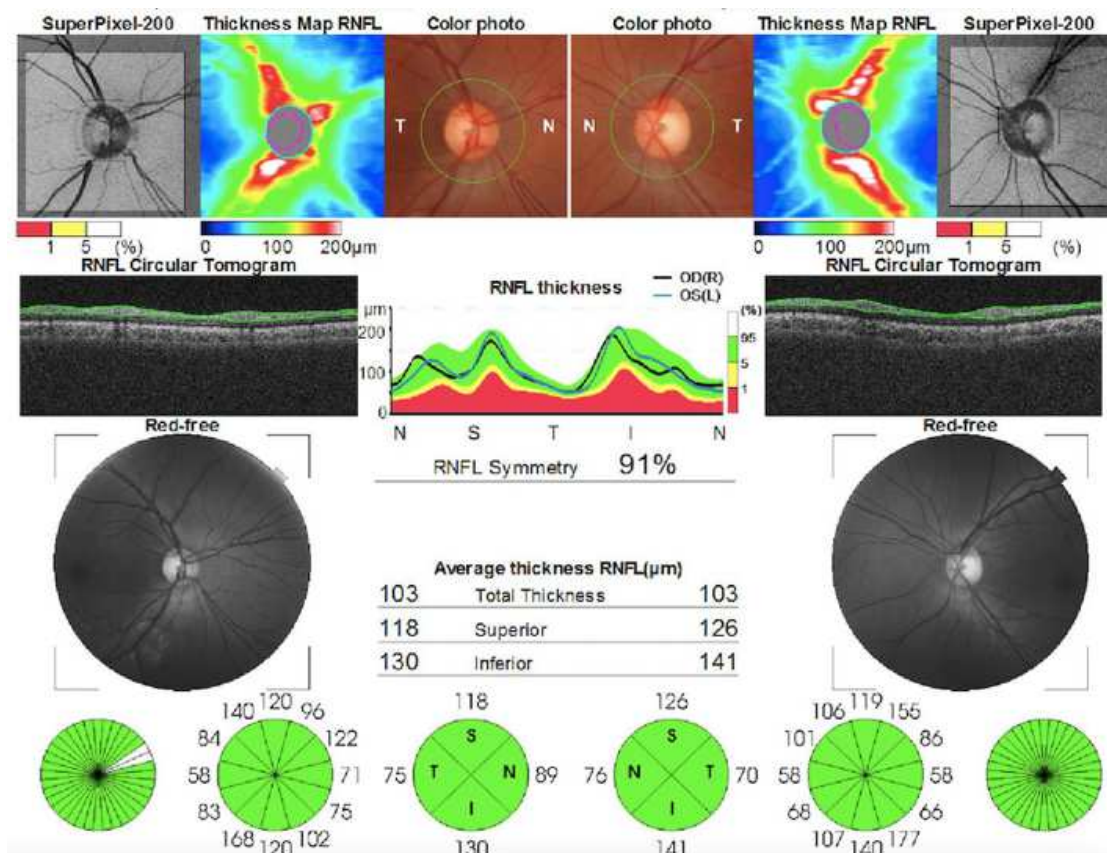 SuperPixel-200 Thickness Map RNFL Color photo Color photo Thickness Map RNFL SuperPixel-200
T N N T
1 5 (%) 0 100 200µm 0 100 200µm 1 5 (%)
RNFL Circular Tomogram RNFL Circular Tomogram
RNFL thickness
OD(R)
OS(L)
µm (%)
200 95
100 5
1
0
N S T I N
Red-free Red-free
RNFL Symmetry 91%
Average thickness RNFL(µm)
103 Total Thickness 103
118 Superior 126
130 Inferior 141
140 120 96 118 126 106 119 155
84 122 S S 101 86
58 71 75 T N 89 76 N T 70 58 58
83 75 I I 68 66
168 120 102 130 141 107 140 177